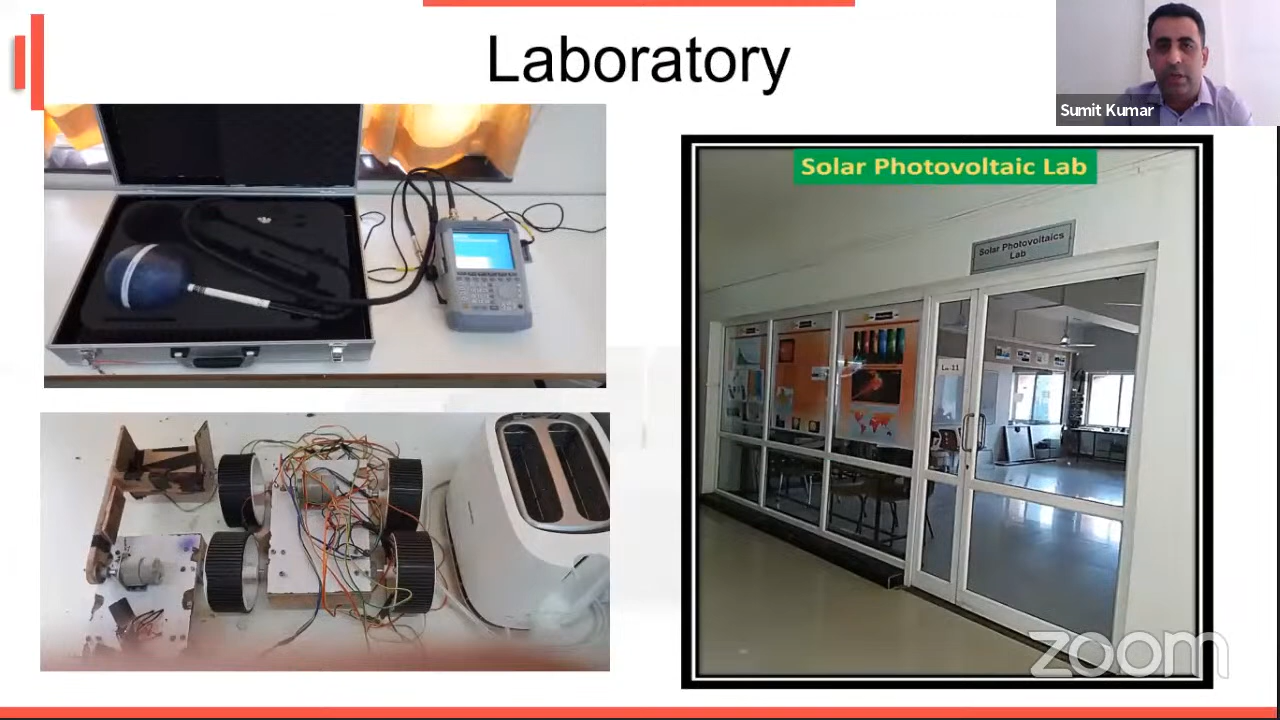 Laboratory
Sumit Kumar
Solar Photovoltaic Lab
Solar Photovoltaics
Lab
zoom